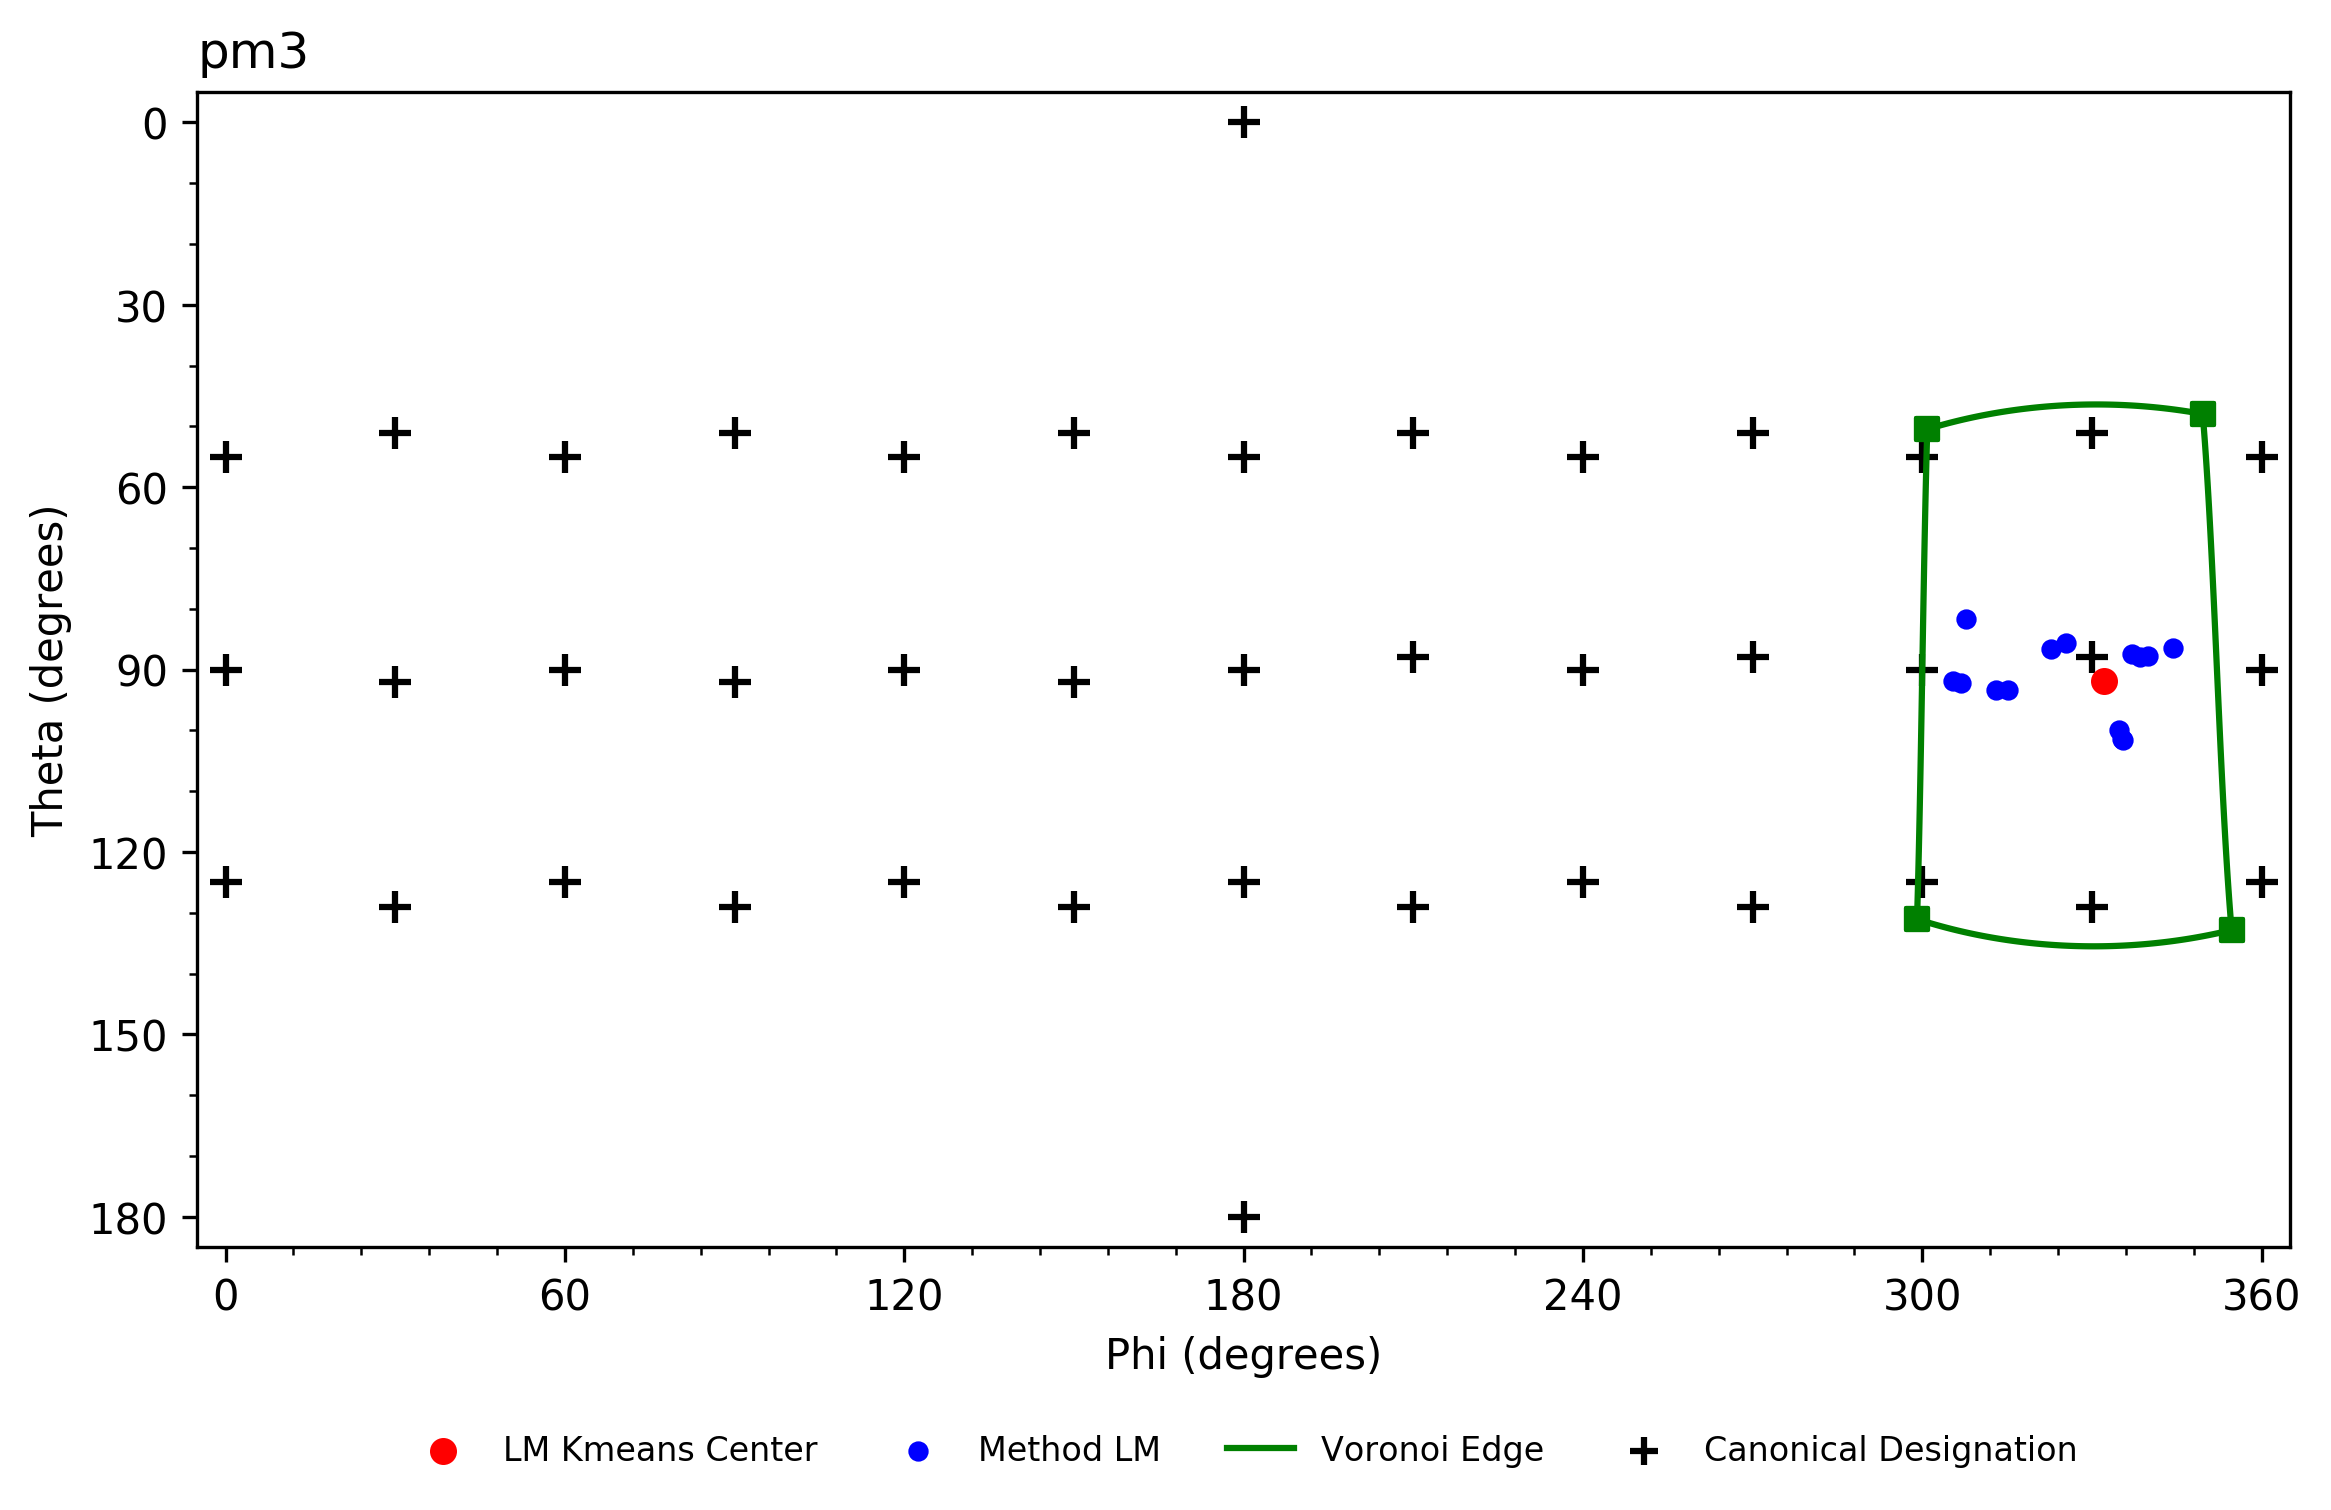 pm3
0
30
60
90
120
150
180
Theta (degrees)
0 60 120 180 240 300 360
Phi (degrees)
LM Kmeans Center Method LM Voronoi Edge Canonical Designation